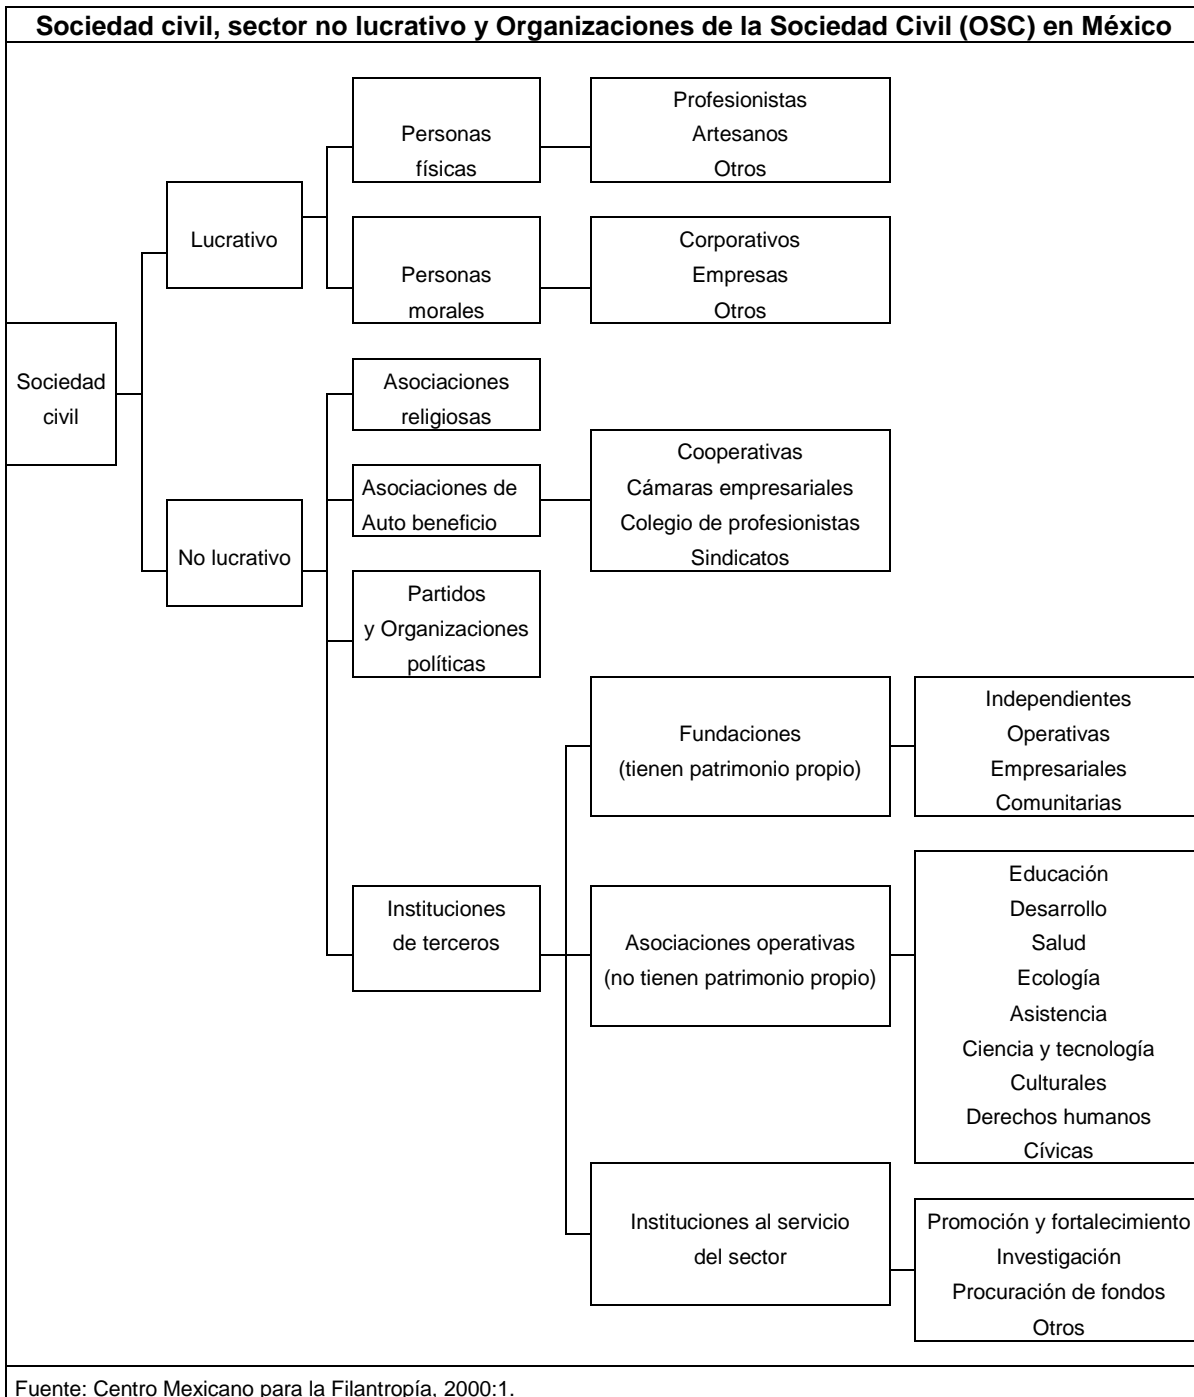 Sociedad civil, sector no lucrativo y Organizaciones de la Sociedad Civil (OSC) en México
Personas
físicas
Profesionistas
Artesanos
Otros
Lucrativo
Personas
morales
Corporativos
Empresas
Otros
Sociedad
civil
Asociaciones
religiosas
Asociaciones de
Auto beneficio
Cooperativas
Cámaras empresariales
Colegio de profesionistas
Sindicatos
No lucrativo
Partidos
y Organizaciones
políticas
Fundaciones
(tienen patrimonio propio)
Independientes
Operativas
Empresariales
Comunitarias
Instituciones
de terceros
Asociaciones operativas
(no tienen patrimonio propio)
Educación
Desarrollo
Salud
Ecología
Asistencia
Ciencia y tecnología
Culturales
Derechos humanos
Cívicas
Instituciones al servicio
del sector
Promoción y fortalecimiento
Investigación
Procuración de fondos
Otros
Fuente: Centro Mexicano para la Filantropía, 2000:1.